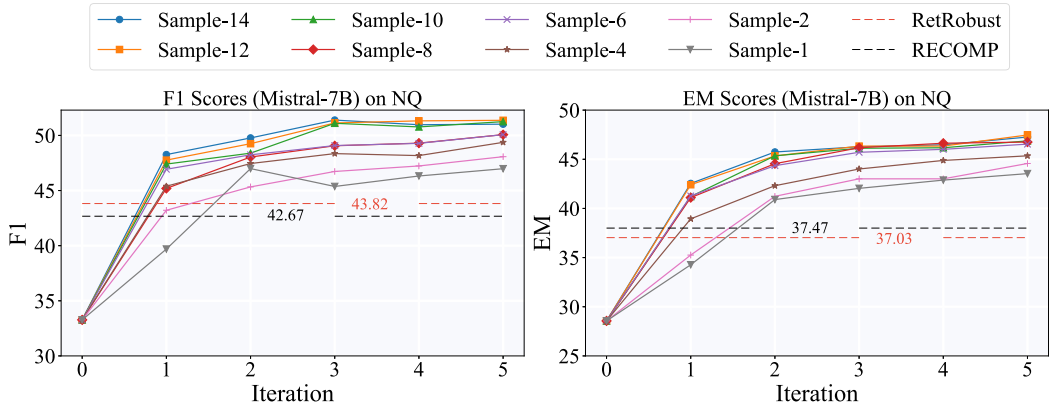 Sample-14 Sample-10 Sample-6 Sample-2 RetRobust
Sample-12 Sample-8 Sample-4 Sample-1 RECOMP
F1 Scores (Mistral-7B) on NQ
50
45
40
35
30
F1
43.82
42.67
0 1 2 3 4 5
Iteration
EM Scores (Mistral-7B) on NQ
50
45
40
35
30
25
EM
37.47
37.03
0 1 2 3 4 5
Iteration